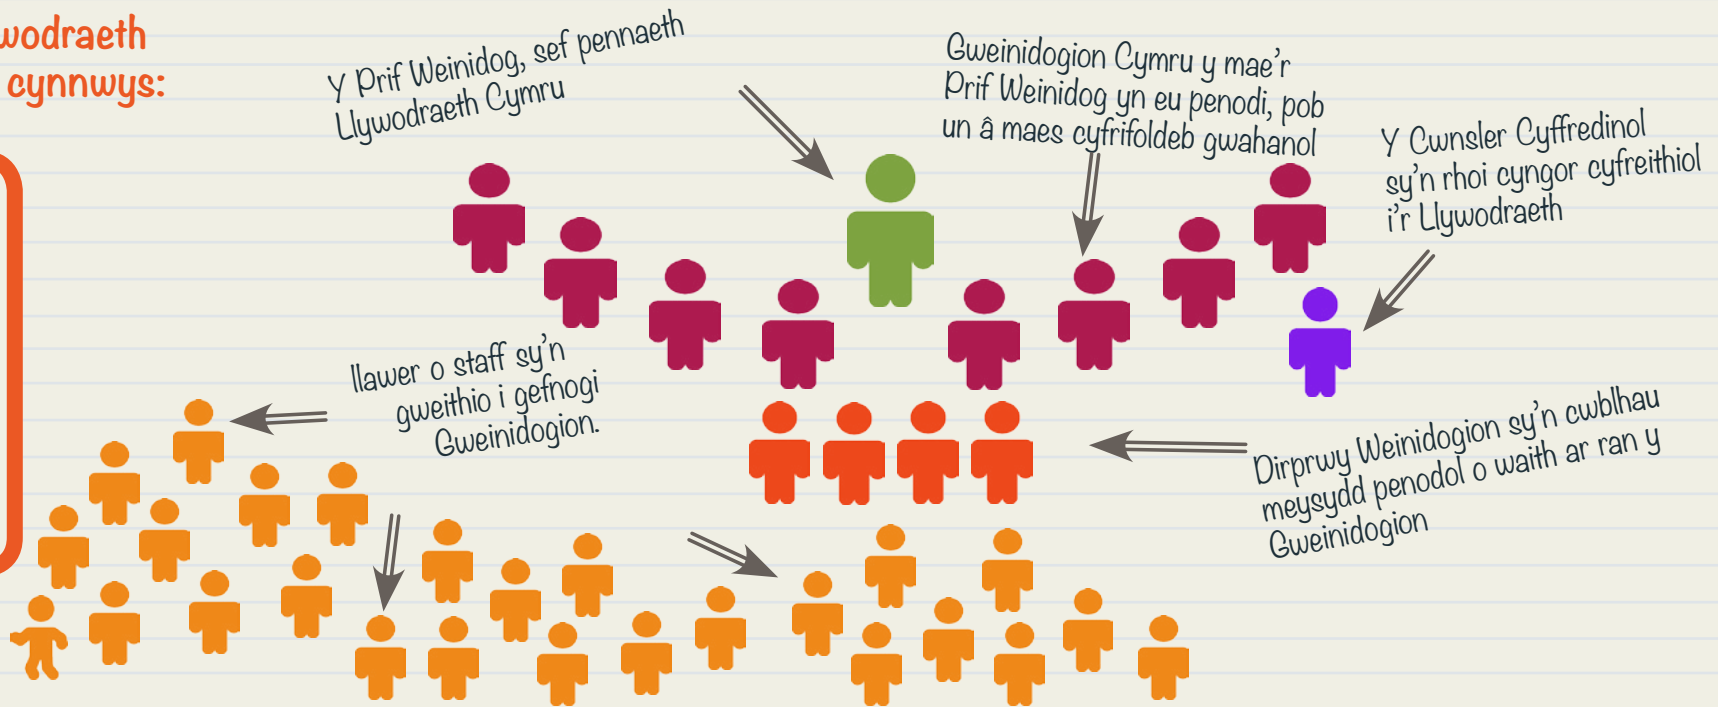 wodraeth
cynnwys:
Y Prif Weinidog, sef pennaeth
Llywodraeth Cymru
Gweinidogion Cymru y mae'r
Prif Weinidog yn eu penodi, pob
un â maes cyfrifoldeb gwahanol
Y Cwnsler Cyffredinol
sy'n rhoi cyngor cyfreithiol
i'r Llywodraeth
llawer o staff sy'n
gweithio i gefnogi
Gweinidogion.
Dirprwy Weinidogion sy'n cwblhau
meysydd penodol o waith ar ran y
Gweinidogion